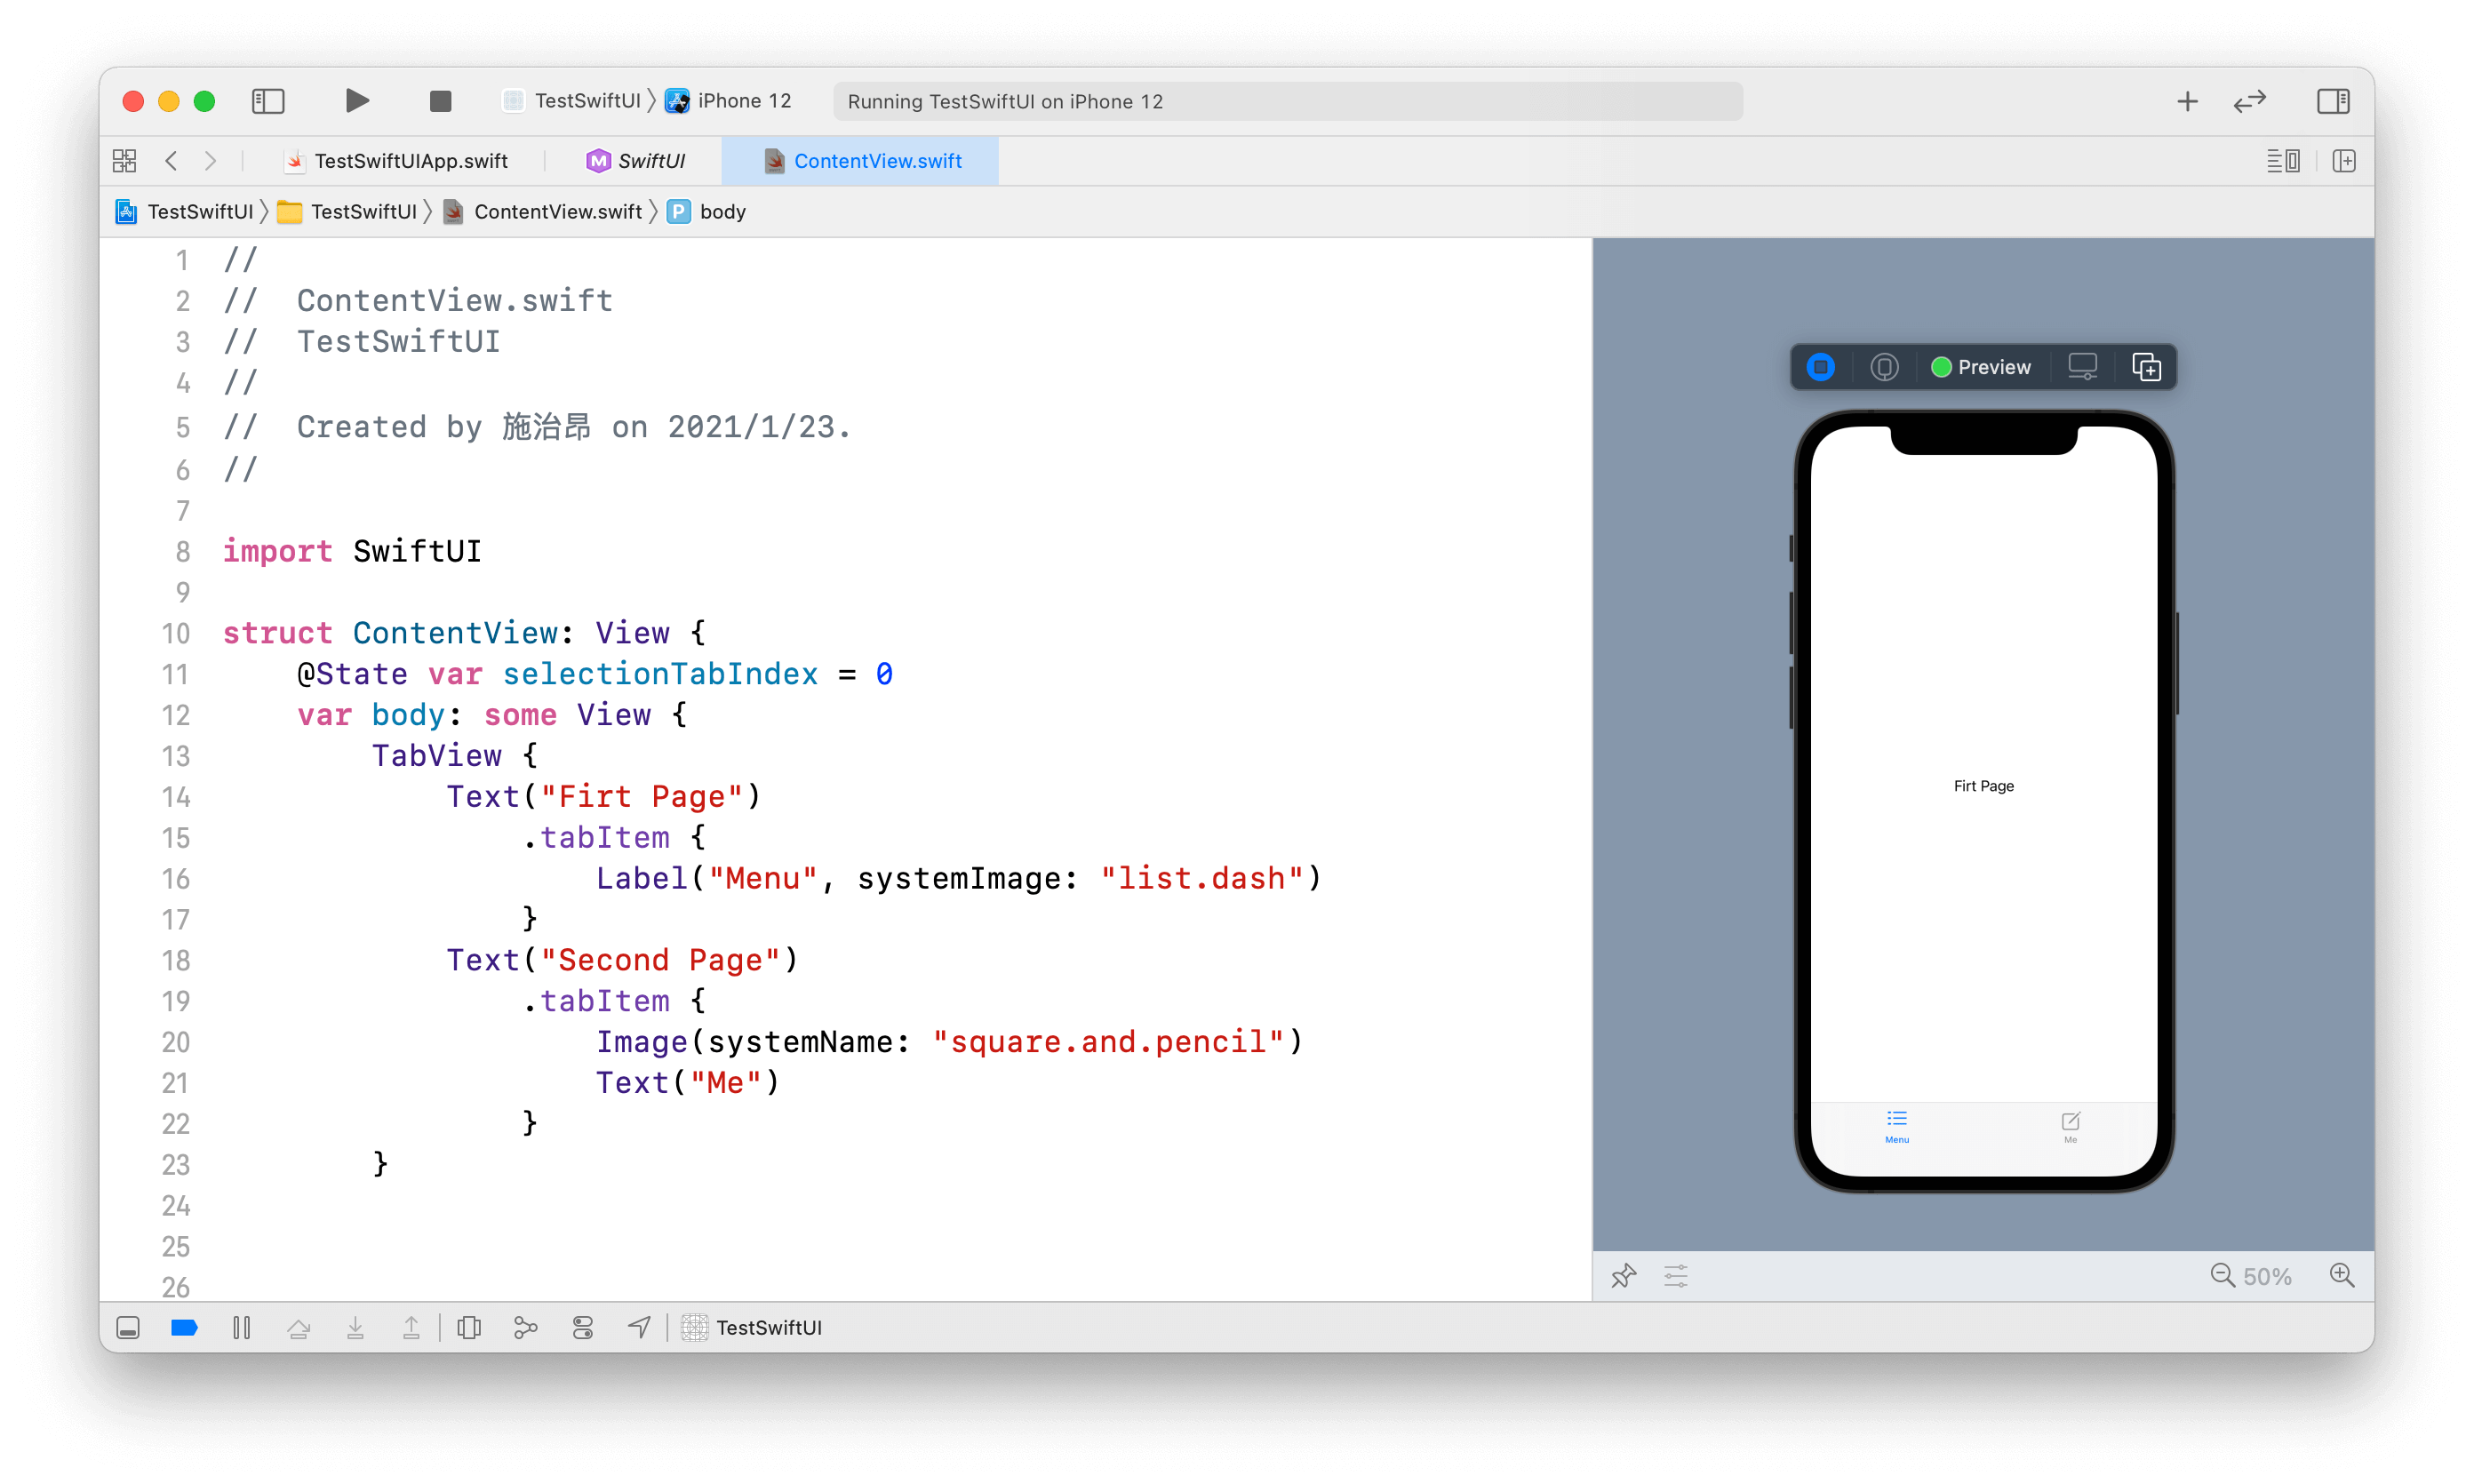 TestSwiftUI 〉 iPhone 12
Running TestSwiftUI on iPhone 12
TestSwiftUIApp.swift
M SwiftUI
ContentView.swift
TestSwiftUI 〉 TestSwiftUI 〉 ContentView.swift 〉 P body
1 //
2 //  ContentView.swift
3 //  TestSwiftUI
4 //
5 //  Created by 施治昂 on 2021/1/23.
6 //
7
8 import SwiftUI
9
10 struct ContentView: View {
11     @State var selectionTabIndex = 0
12     var body: some View {
13         TabView {
14             Text("Firt Page")
15                 .tabItem {
16                     Label("Menu", systemImage: "list.dash")
17                 }
18             Text("Second Page")
19                 .tabItem {
20                     Image(systemName: "square.and.pencil")
21                     Text("Me")
22                 }
23         }
24
25
26
Preview
Firt Page
Menu
Me
50%
TestSwiftUI